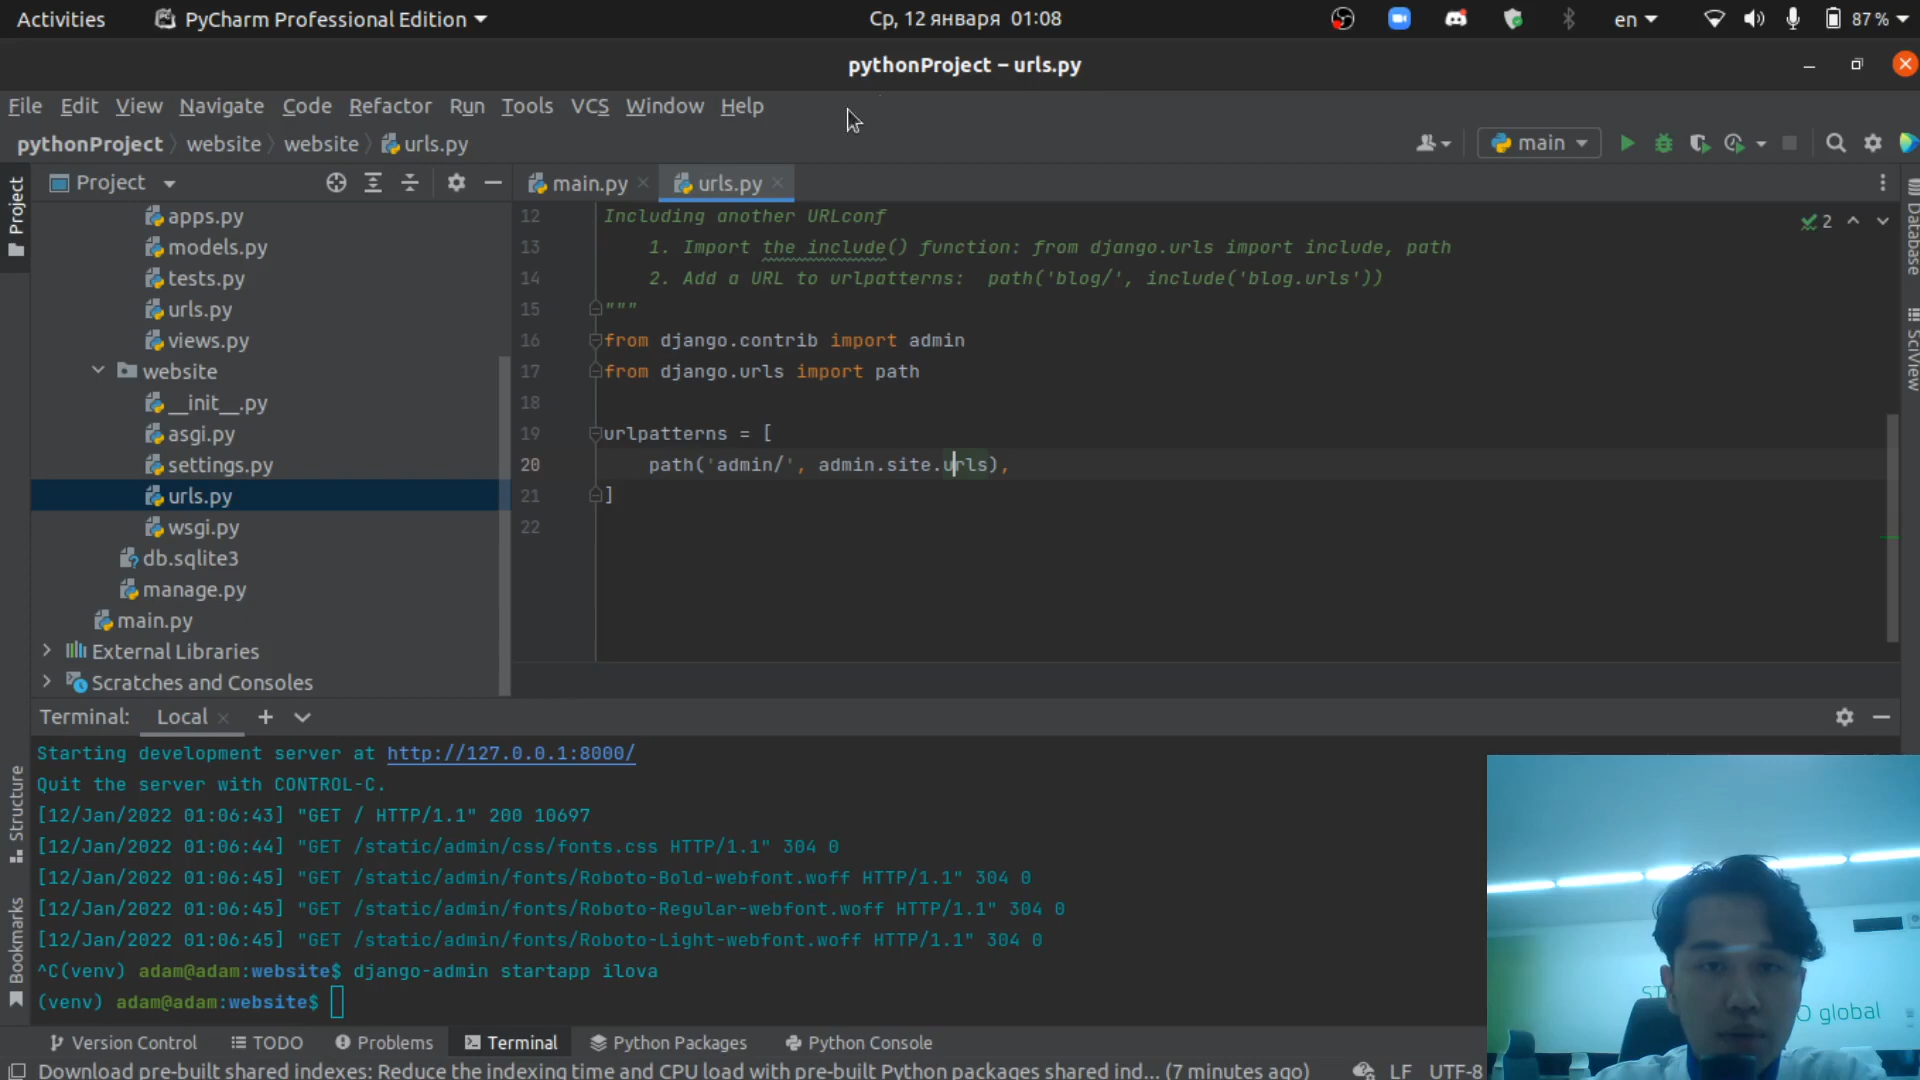 Activities
PyCharm Professional Edition
Ср, 12 января 01:08
en
87 %
pythonProject – urls.py
File Edit View Navigate Code Refactor Run Tools VCS Window Help
pythonProject website website urls.py
main
Project
Project
main.py
urls.py
Database
SciView
apps.py
models.py
tests.py
urls.py
views.py
website
__init__.py
asgi.py
settings.py
urls.py
wsgi.py
db.sqlite3
manage.py
main.py
External Libraries
Scratches and Consoles
2
12 Including another URLconf
13 1. Import the include() function: from django.urls import include, path
14 2. Add a URL to urlpatterns:  path('blog/', include('blog.urls'))
15 """
16 from django.contrib import admin
17 from django.urls import path
18
19 urlpatterns = [
20 path('admin/', admin.site.urls),
21 ]
22
Terminal: Local
Structure
Bookmarks
Starting development server at http://127.0.0.1:8000/
Quit the server with CONTROL-C.
[12/Jan/2022 01:06:43] "GET / HTTP/1.1" 200 10697
[12/Jan/2022 01:06:44] "GET /static/admin/css/fonts.css HTTP/1.1" 304 0
[12/Jan/2022 01:06:45] "GET /static/admin/fonts/Roboto-Bold-webfont.woff HTTP/1.1" 304 0
[12/Jan/2022 01:06:45] "GET /static/admin/fonts/Roboto-Regular-webfont.woff HTTP/1.1" 304 0
[12/Jan/2022 01:06:45] "GET /static/admin/fonts/Roboto-Light-webfont.woff HTTP/1.1" 304 0
^C(venv) adam@adam:website$ django-admin startapp ilova
(venv) adam@adam:website$
global
Version Control TODO Problems Terminal Python Packages Python Console
Download pre-built shared indexes: Reduce the indexing time and CPU load with pre-built Python packages shared ind... (7 minutes ago)
LF UTF-8